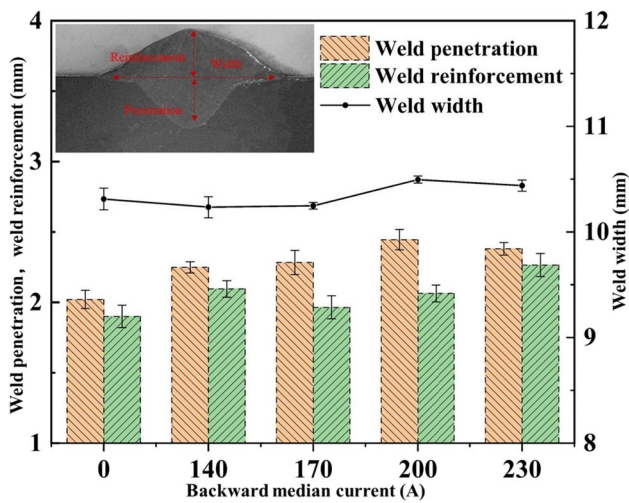 Weld penetration
Weld reinforcement
Weld width
Reinforcement
Width
Penetration
Weld penetration, weld reinforcement (mm)
4
3
2
1
Weld width (mm)
12
11
10
9
8
0 140 170 200 230
Backward median current (A)